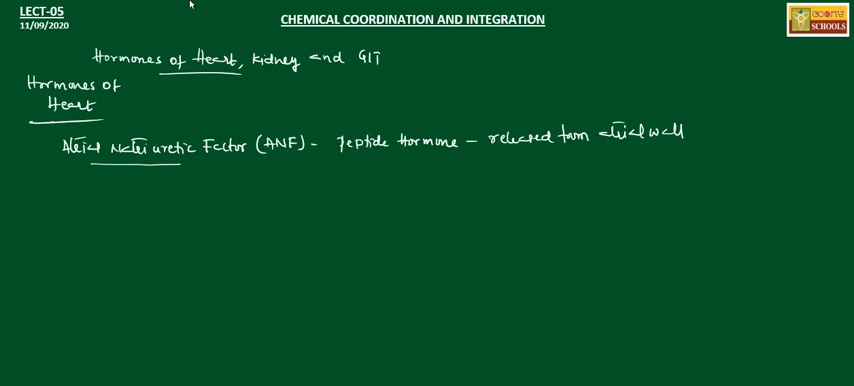 LECT-05
11/09/2020
CHEMICAL COORDINATION AND INTEGRATION
SCHOOLS
Hormones of Heart, Kidney and GIT
Hormones of
Heart
Atrial Natriuretic Factor (ANF) - Peptide Hormone - released from atrial wall